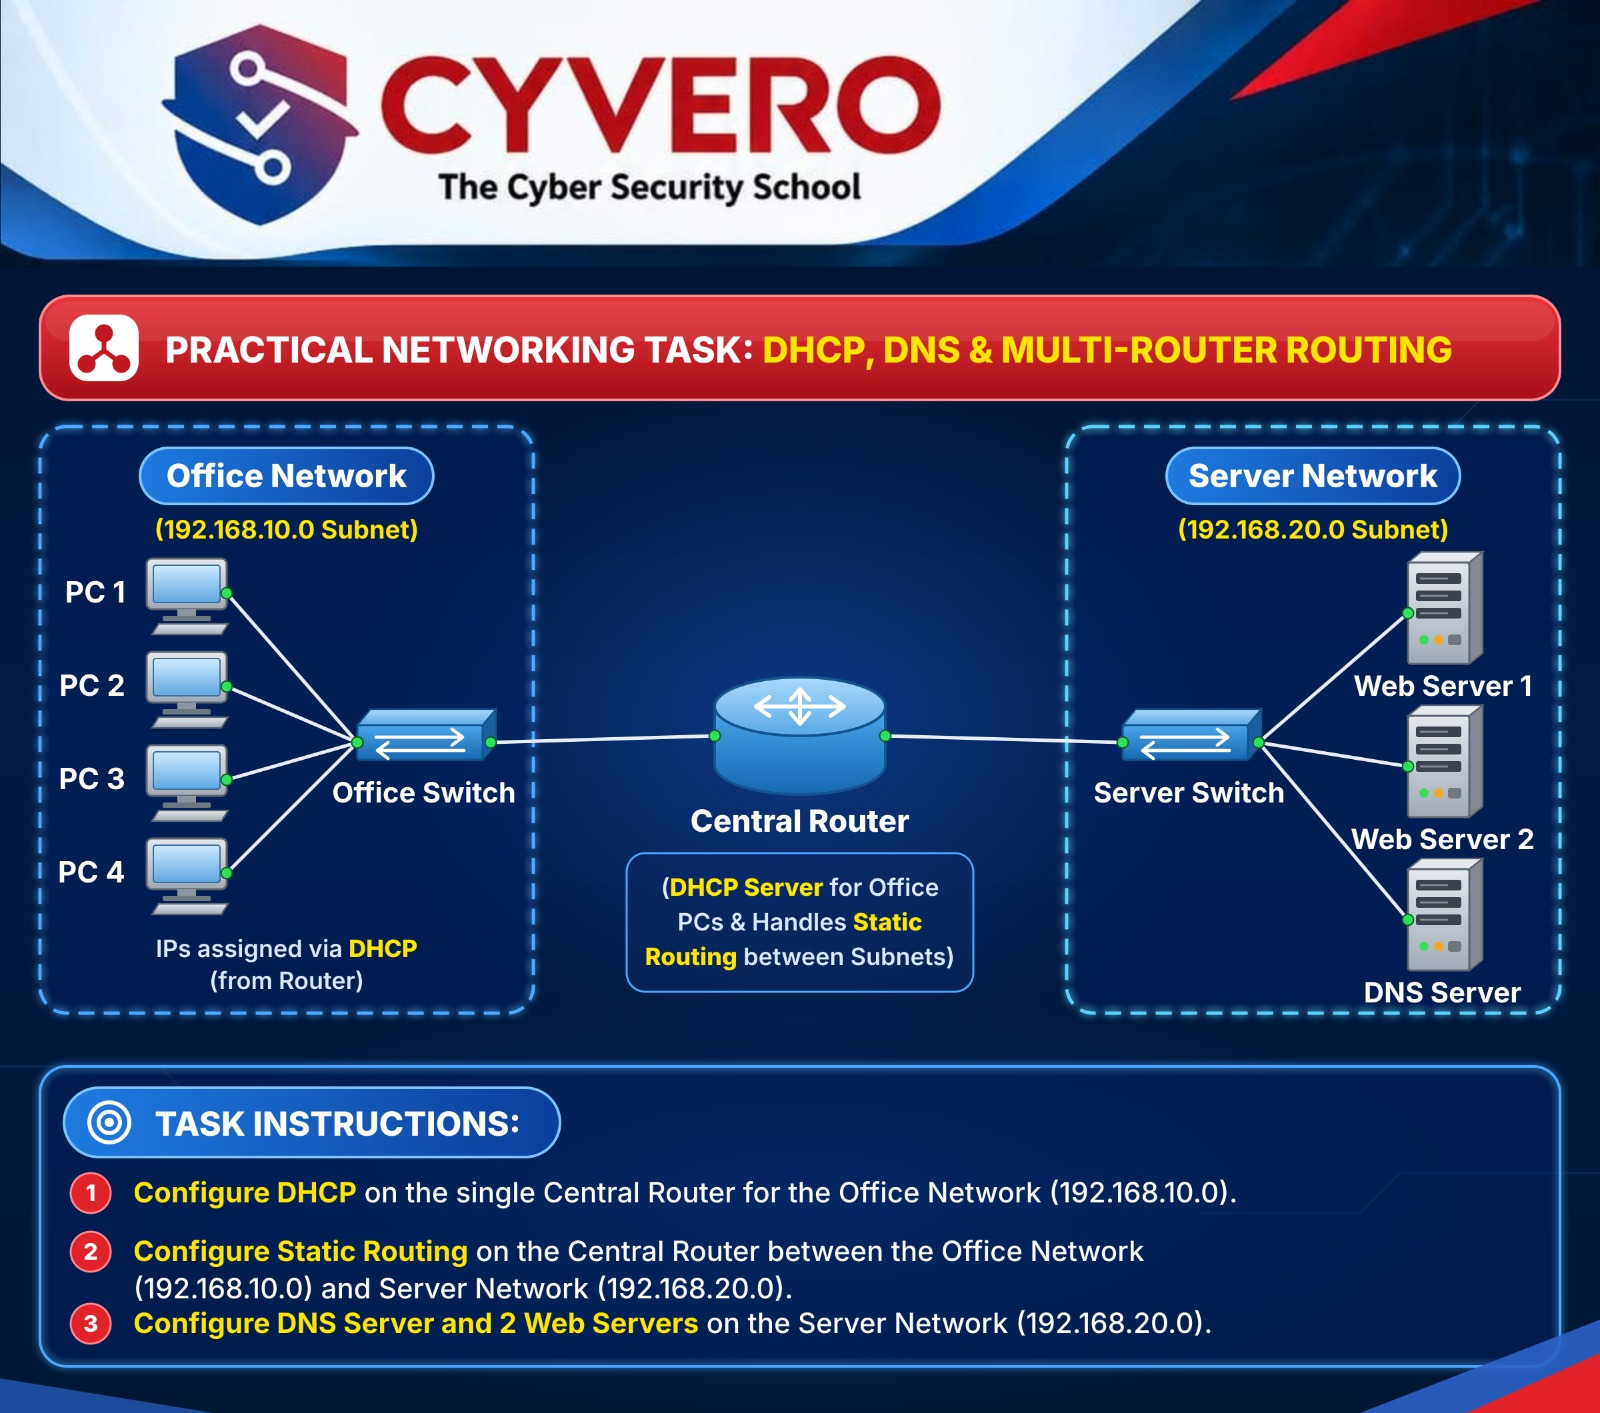 CYVERO
The Cyber Security School
PRACTICAL NETWORKING TASK: DHCP, DNS & MULTI-ROUTER ROUTING
Office Network
(192.168.10.0 Subnet)
PC 1
PC 2
PC 3
PC 4
Office Switch
IPs assigned via DHCP
(from Router)
Central Router
(DHCP Server for Office
PCs & Handles Static
Routing between Subnets)
Server Network
(192.168.20.0 Subnet)
Web Server 1
Server Switch
Web Server 2
DNS Server
TASK INSTRUCTIONS:
1 Configure DHCP on the single Central Router for the Office Network (192.168.10.0).
2 Configure Static Routing on the Central Router between the Office Network
(192.168.10.0) and Server Network (192.168.20.0).
3 Configure DNS Server and 2 Web Servers on the Server Network (192.168.20.0).